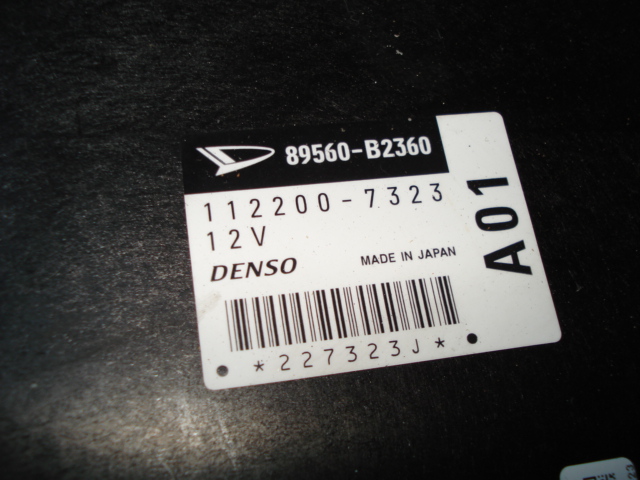 89560-B2360
112200-7323
12V
DENSO MADE IN JAPAN
A01
*227323J*